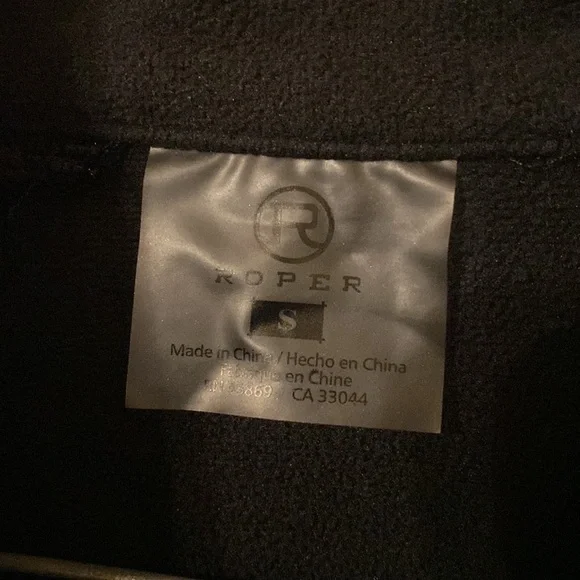 R
ROPER
S
Made in China / Hecho en China
en Chine
CA 33044